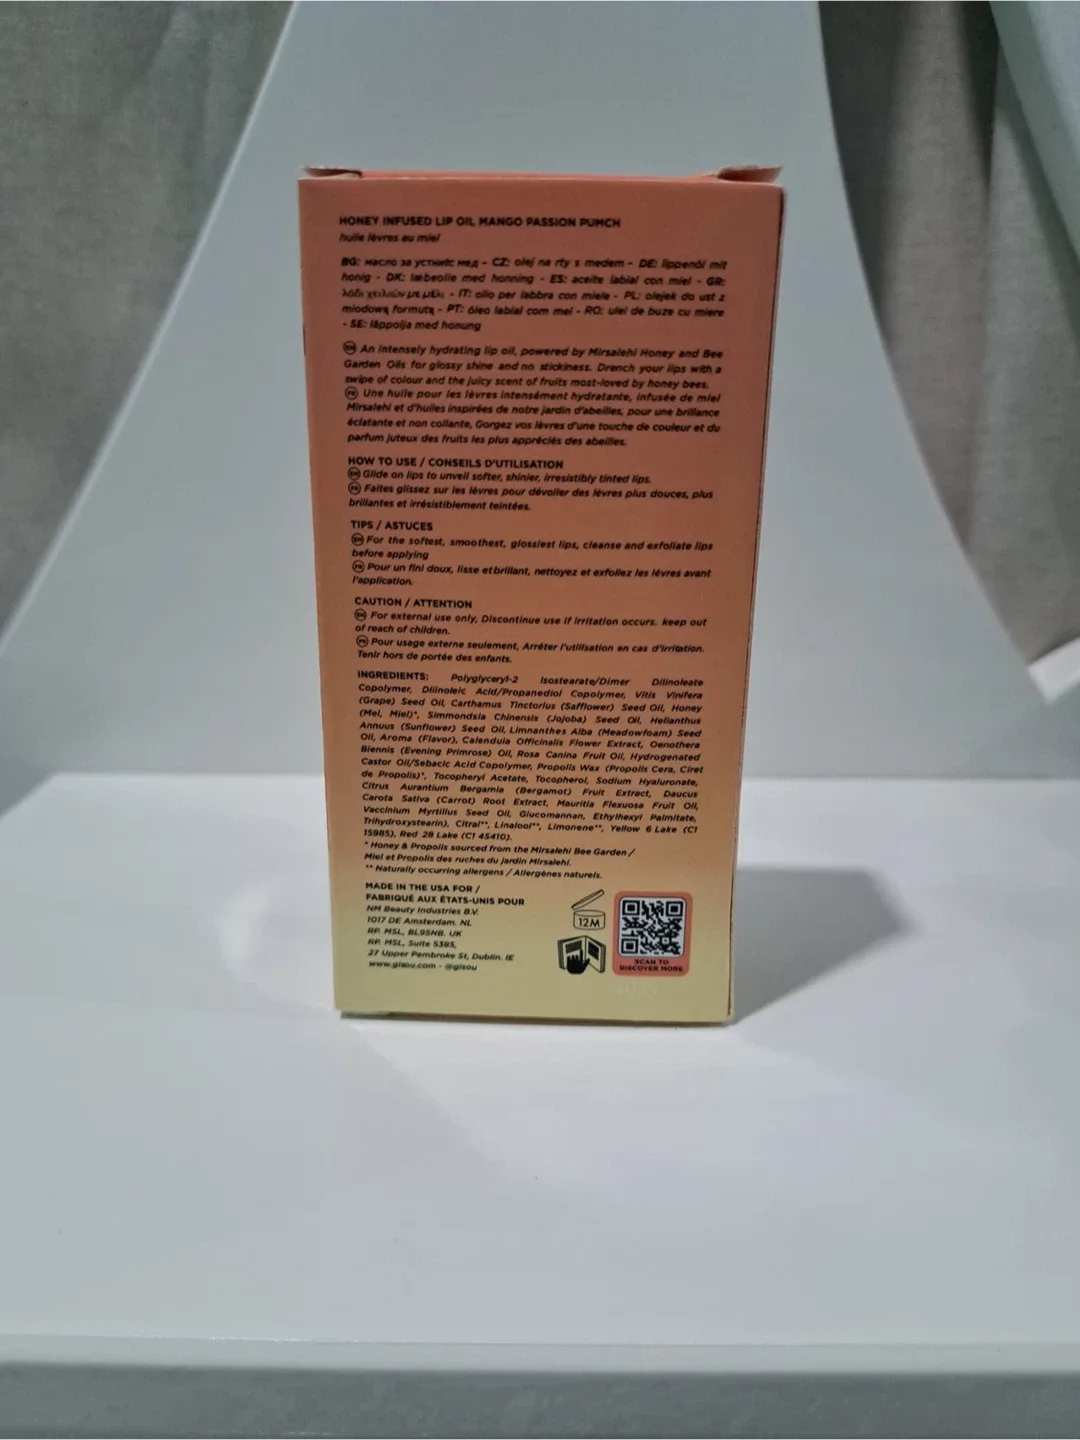 HONEY INFUSED LIP OIL MANGO PASSION PUMCH
huile lèvres au miel
BG: масло за устнитс мед - CZ: olej na rty s medem - DE: lippenöl mit
honig - DK: læbeolie med honning - ES: aceite labial con miel - GR:
λάδι χειλιών με μέλι - IT: olio per labbra con miele - PL: olejek do ust z
miodową formutą - PT: óleo labial com mel - RO: ulei de buze cu miere
- SE: läppolja med honung
EN An intensely hydrating lip oil, powered by Mirsalehi Honey and Bee
Garden Oils for glossy shine and no stickiness. Drench your lips with a
swipe of colour and the juicy scent of fruits most-loved by honey bees.
FR Une huile pour les lèvres intensément hydratante, infusée de miel
Mirsalehi et d'huiles inspirées de notre jardin d'abeilles, pour une brillance
éclatante et non collante, Gorgez vos lèvres d'une touche de couleur et du
parfum juteux des fruits les plus appréciés des abeilles.
HOW TO USE / CONSEILS D'UTILISATION
EN Glide on lips to unveil softer, shinier, irresistibly tinted lips.
FR Faites glissez sur les lèvres pour dévoiler des lèvres plus douces, plus
brillantes et irrésistiblement teintées.
TIPS / ASTUCES
EN For the softest, smoothest, glossiest lips, cleanse and exfoliate lips
before applying
FR Pour un fini doux, lisse etbrillant, nettoyez et exfoliez les lèvres avant
l'application.
CAUTION / ATTENTION
EN For external use only, Discontinue use if irritation occurs. keep out
of reach of children.
FR Pour usage externe seulement, Arrêter l'utilisation en cas d'irritation.
Tenir hors de portée des enfants.
INGREDIENTS: Polyglyceryl-2 Isostearate/Dimer Dilinoleate
Copolymer, Dilinoleic Acid/Propanediol Copolymer, Vitis Vinifera
(Grape) Seed Oil, Carthamus Tinctorius (Safflower) Seed Oil, Honey
(Mel, Miel)*, Simmondsia Chinensis (Jojoba) Seed Oil, Helianthus
Annuus (Sunflower) Seed Oil, Limnanthes Alba (Meadowfoam) Seed
Oil, Aroma (Flavor), Calendula Officinalis Flower Extract, Oenothera
Biennis (Evening Primrose) Oil, Rosa Canina Fruit Oil, Hydrogenated
Castor Oil/Sebacic Acid Copolymer, Propolis Wax (Propolis Cera, Ciret
de Propolis)*, Tocopheryl Acetate, Tocopherol, Sodium Hyaluronate,
Citrus Aurantium Bergamia (Bergamot) Fruit Extract, Daucus
Carota Sativa (Carrot) Root Extract, Mauritia Flexuosa Fruit Oil,
Vaccinium Myrtillus Seed Oil, Glucomannan, Ethylhexyl Palmitate,
Trihydroxystearin), Citral**, Linalool**, Limonene**, Yellow 6 Lake (C1
15985), Red 28 Lake (C1 45410).
* Honey & Propolis sourced from the Mirsalehi Bee Garden /
Miel et Propolis des ruches du jardin Mirsalehi.
** Naturally occurring allergens / Allergènes naturels.
MADE IN THE USA FOR /
FABRIQUÉ AUX ÉTATS-UNIS POUR
NM Beauty Industries B.V.
1017 DE Amsterdam. NL
RP. MSL, BL95NB. UK
RP. MSL, Suite 5385,
27 Upper Pembroke St, Dublin. IE
www.gisou.com - @gisou
12M
SCAN TO
DISCOVER MORE